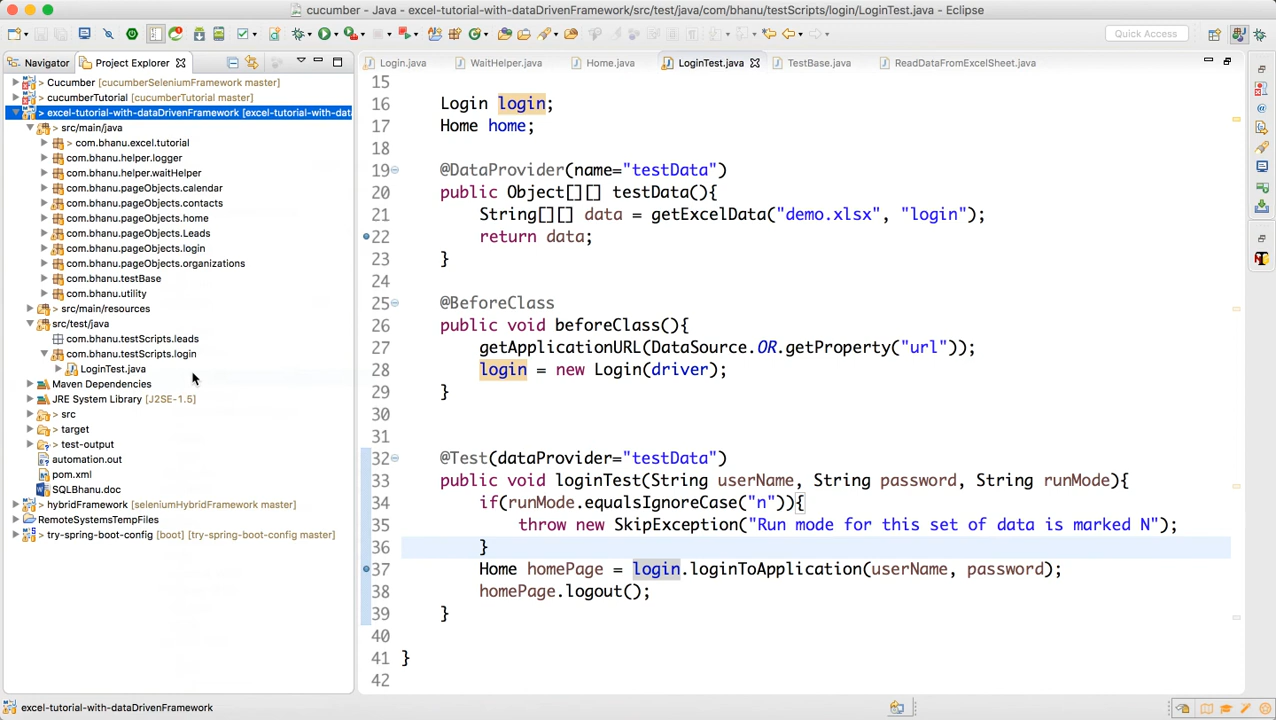 cucumber - Java - excel-tutorial-with-dataDrivenFramework/src/test/java/com/bhanu/testScripts/login/LoginTest.java - Eclipse
Quick Access
Navigator
Project Explorer
Login.java
WaitHelper.java
Home.java
LoginTest.java
TestBase.java
ReadDataFromExcelSheet.java
Cucumber [cucumberSeleniumFramework master]
> cucumberTutorial [cucumberTutorial master]
> excel-tutorial-with-dataDrivenFramework [excel-tutorial-with-dat
> src/main/java
> com.bhanu.excel.tutorial
com.bhanu.helper.logger
com.bhanu.helper.waitHelper
com.bhanu.pageObjects.calendar
com.bhanu.pageObjects.contacts
com.bhanu.pageObjects.home
com.bhanu.pageObjects.Leads
com.bhanu.pageObjects.login
com.bhanu.pageObjects.organizations
com.bhanu.testBase
com.bhanu.utility
> src/main/resources
src/test/java
com.bhanu.testScripts.leads
com.bhanu.testScripts.login
LoginTest.java
Maven Dependencies
JRE System Library [J2SE-1.5]
> src
> target
> test-output
automation.out
pom.xml
SQLBhanu.doc
> hybridFramework [seleniumHybridFramework master]
RemoteSystemsTempFiles
> try-spring-boot-config [boot] [try-spring-boot-config master]
15
16 Login login;
17 Home home;
18
19 @DataProvider(name="testData")
20 public Object[][] testData(){
21 String[][] data = getExcelData("demo.xlsx", "login");
22 return data;
23 }
24
25 @BeforeClass
26 public void beforeClass(){
27 getApplicationURL(DataSource.OR.getProperty("url"));
28 login = new Login(driver);
29 }
30
31
32 @Test(dataProvider="testData")
33 public void loginTest(String userName, String password, String runMode){
34 if(runMode.equalsIgnoreCase("n")){
35 throw new SkipException("Run mode for this set of data is marked N");
36 }
37 Home homePage = login.loginToApplication(userName, password);
38 homePage.logout();
39 }
40
41 }
42
excel-tutorial-with-dataDrivenFramework